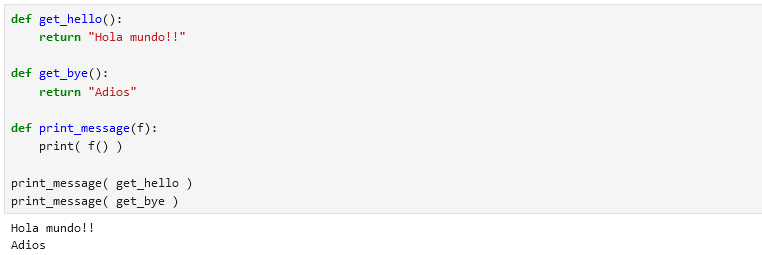 def get_hello():
    return "Hola mundo!!"

def get_bye():
    return "Adios"

def print_message(f):
    print( f() )

print_message( get_hello )
print_message( get_bye )
Hola mundo!!
Adios